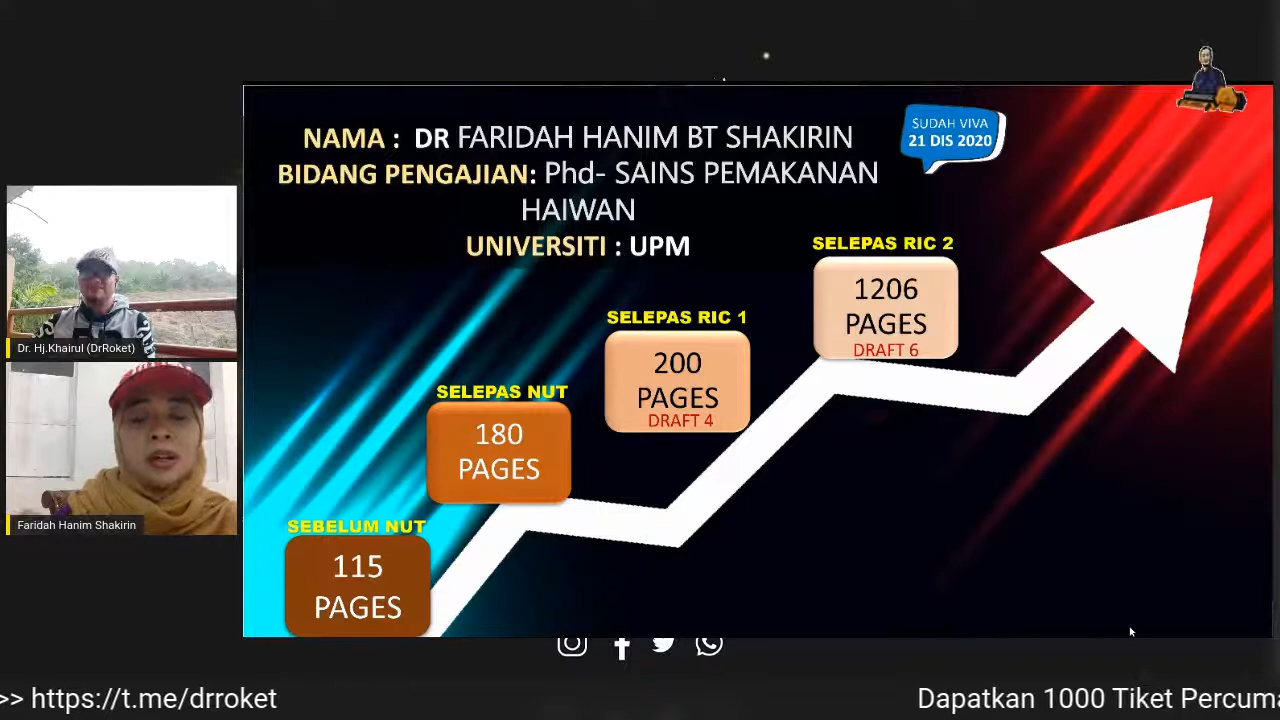 NAMA : DR FARIDAH HANIM BT SHAKIRIN
BIDANG PENGAJIAN: Phd- SAINS PEMAKANAN
HAIWAN
UNIVERSITI : UPM
SUDAH VIVA
21 DIS 2020
SELEPAS RIC 2
1206
PAGES
DRAFT 6
SELEPAS RIC 1
200
PAGES
DRAFT 4
SELEPAS NUT
180
PAGES
SEBELUM NUT
115
PAGES
Dr. Hj.Khairul (DrRoket)
Faridah Hanim Shakirin
>> https://t.me/drroket
Dapatkan 1000 Tiket Percuma